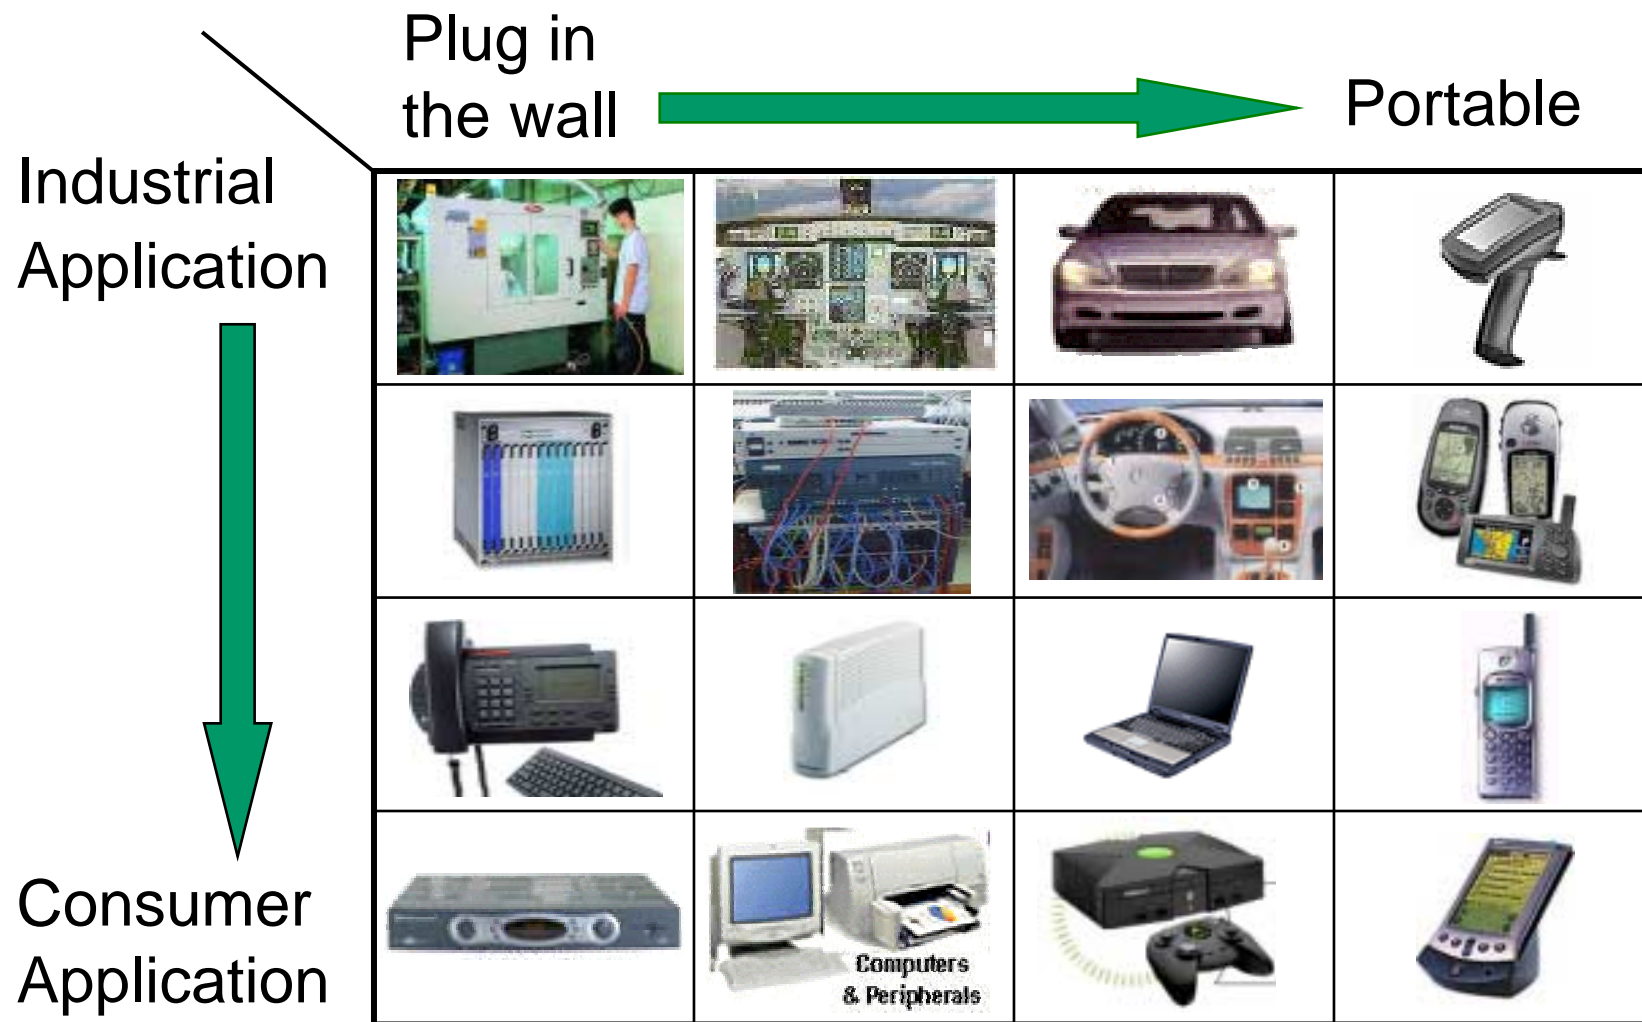 Plug in
the wall
Portable
Industrial
Application
Consumer
Application
Computers
& Peripherals